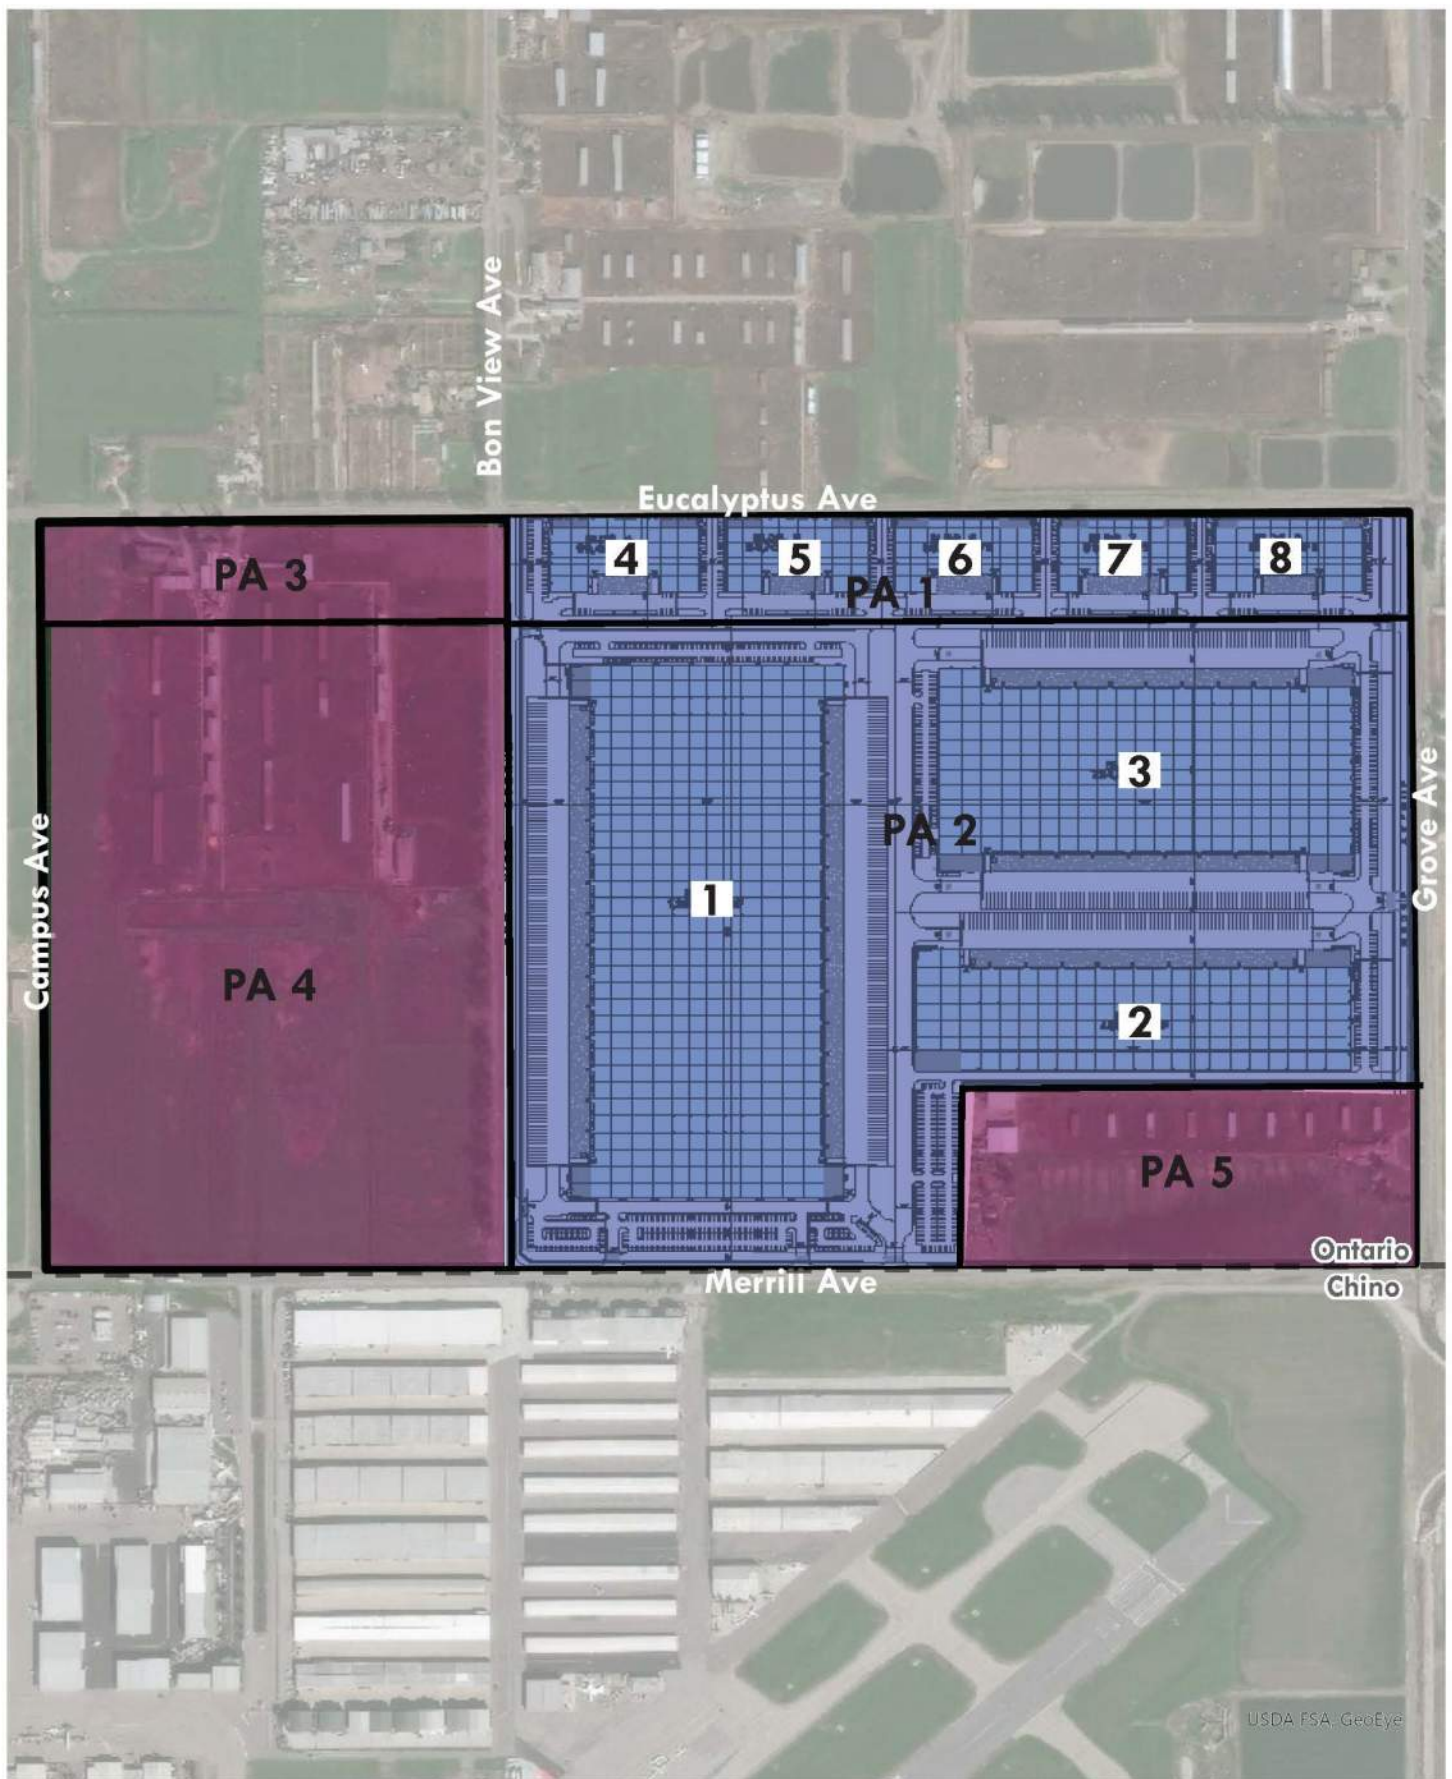 Bon View Ave
Eucalyptus Ave
PA 3
4
5
6
7
8
PA 1
3
PA 2
1
Campus Ave
Grove Ave
PA 4
2
PA 5
Ontario
Merrill Ave
Chino
USDA FSA, GeoEye